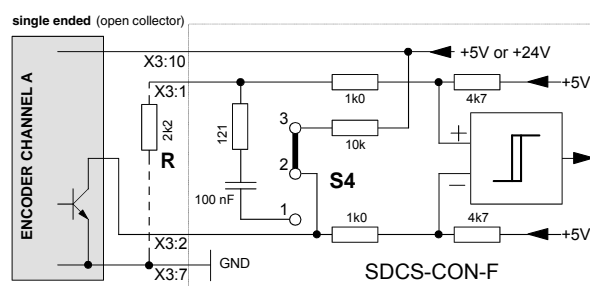 single ended (open collector)
ENCODER CHANNEL A
X3:10
+5V or +24V
X3:1
+5V
1k0
4k7
2k2
R
121
3
10k
2
S4
100 nF
1
+
–
1k0
4k7
X3:2
+5V
X3:7
GND
SDCS-CON-F